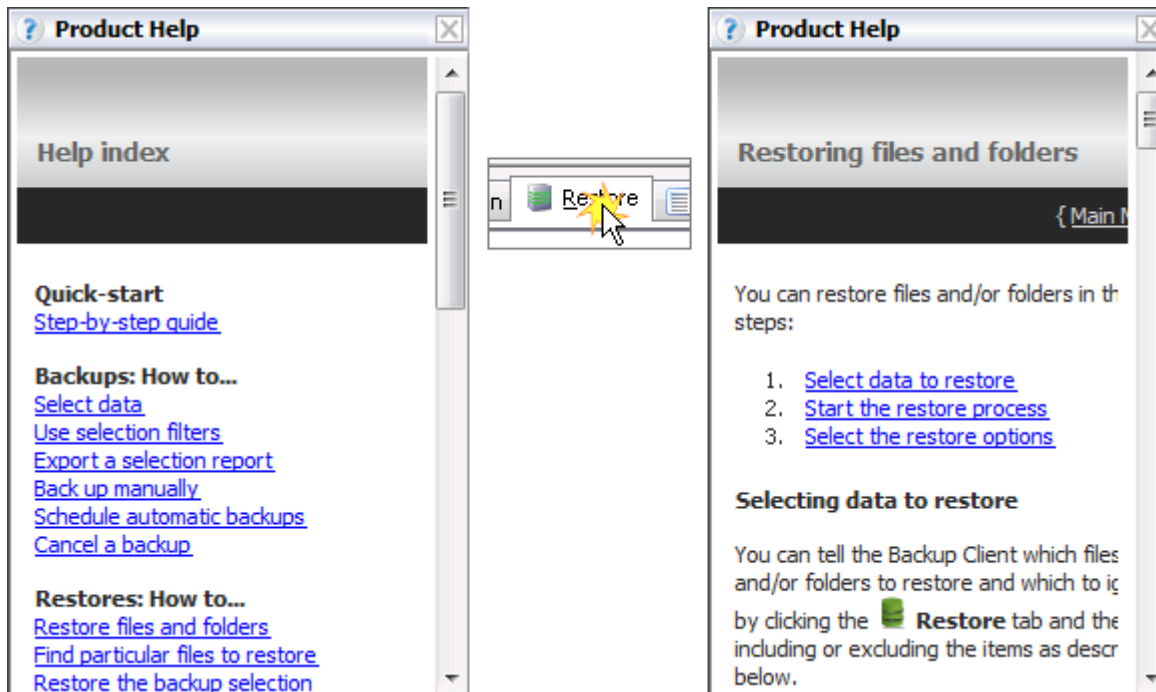 Product Help
Help index
Quick-start
Step-by-step guide
Backups: How to...
Select data
Use selection filters
Export a selection report
Back up manually
Schedule automatic backups
Cancel a backup
Restores: How to...
Restore files and folders
Find particular files to restore
Restore the backup selection
n Restore
Product Help
Restoring files and folders
{ Main M
You can restore files and/or folders in th
steps:
1. Select data to restore
2. Start the restore process
3. Select the restore options
Selecting data to restore
You can tell the Backup Client which files
and/or folders to restore and which to ig
by clicking the Restore tab and the
including or excluding the items as descr
below.